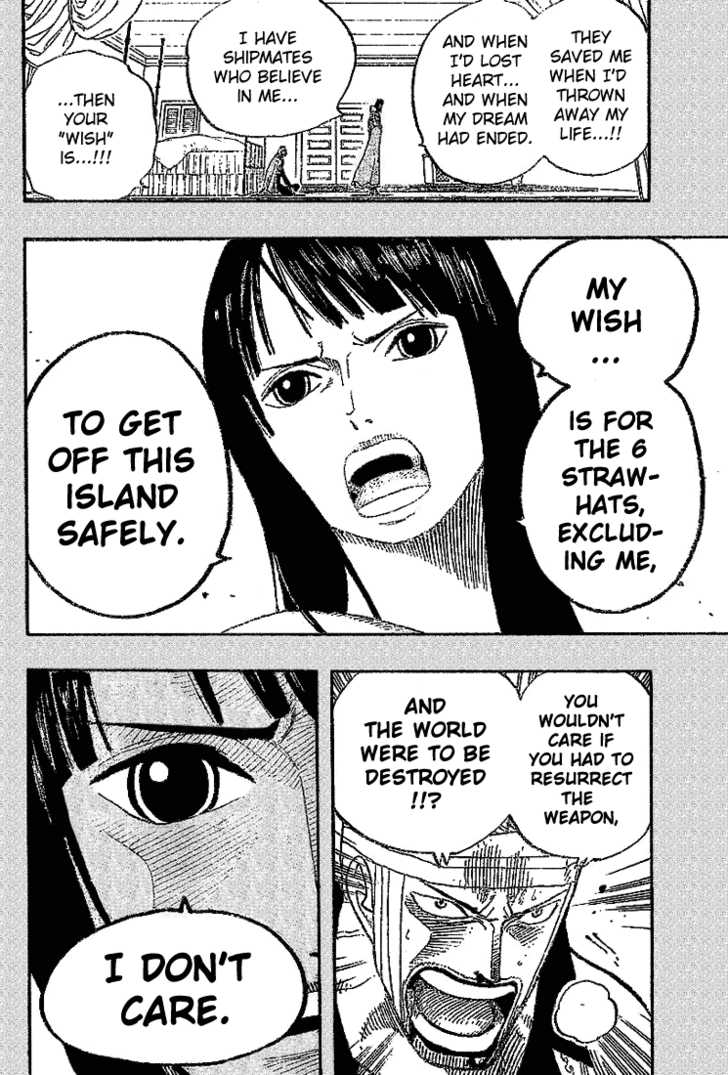 THEY
SAVED ME
WHEN I'D
THROWN
AWAY MY
LIFE...!!
AND WHEN
I'D LOST
HEART...
AND WHEN
MY DREAM
HAD ENDED.
I HAVE
SHIPMATES
WHO BELIEVE
IN ME...
...THEN
YOUR
"WISH"
IS...!!!
MY
WISH
...
IS FOR
THE 6
STRAW-
HATS,
EXCLUD-
ING ME,
TO GET
OFF THIS
ISLAND
SAFELY.
YOU
WOULDN'T
CARE IF
YOU HAD TO
RESURRECT
THE
WEAPON,
AND
THE WORLD
WERE TO BE
DESTROYED
!!?
I DON'T
CARE.